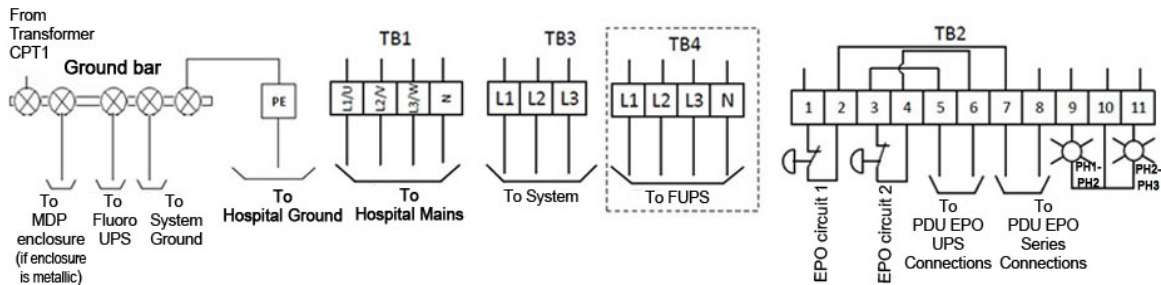 From
Transformer
CPT1
Ground bar
PE
To
MDP
enclosure
(if enclosure
is metallic)
To
Fluoro
UPS
To
System
Ground
To
Hospital Ground
TB1
L1/U L2/V L3/W N
To
Hospital Mains
TB3
L1 L2 L3
To System
TB4
L1 L2 L3 N
To FUPS
TB2
1 2 3 4 5 6 7 8 9 10 11
EPO circuit 1
EPO circuit 2
To
PDU EPO
UPS
Connections
To
PDU EPO
Series
Connections
PH1-
PH2
PH2-
PH3